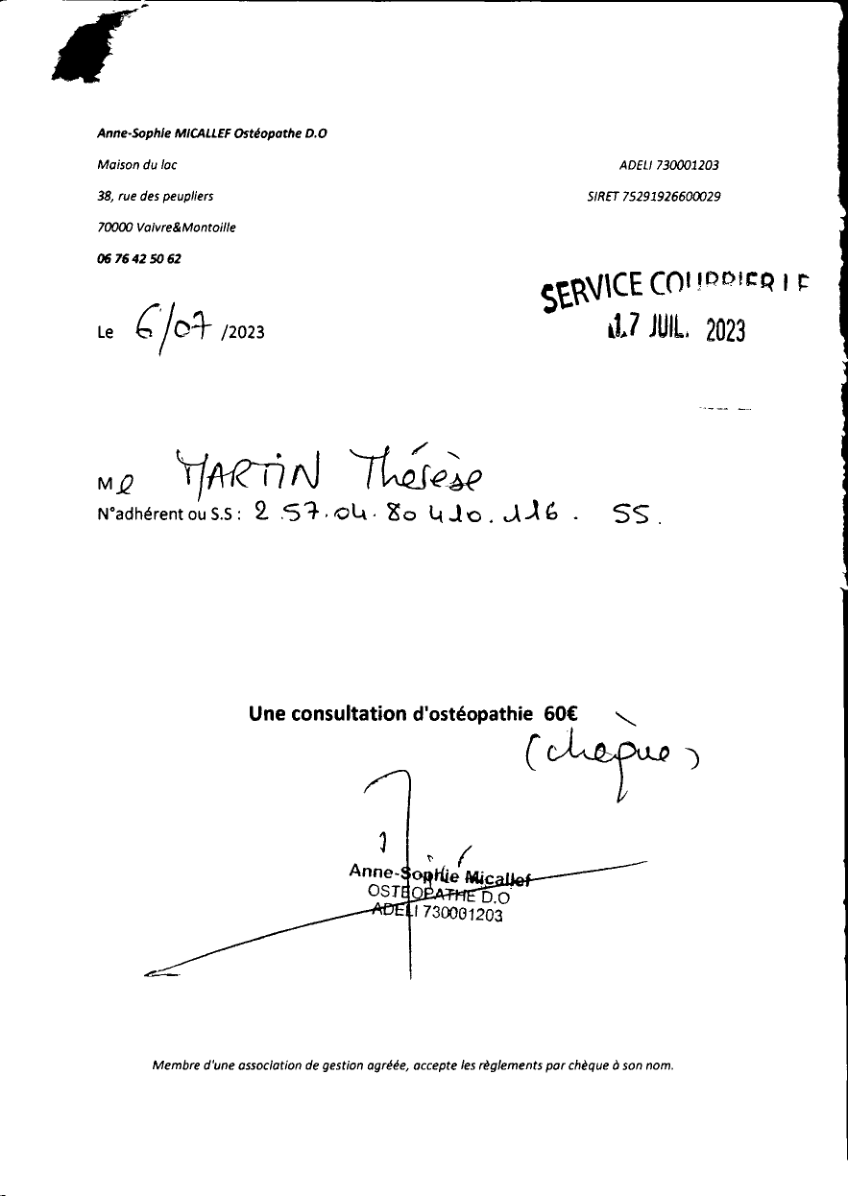 Anne-Sophie MICALLEF Ostéopathe D.O
Maison du lac
ADELI 730001203
38, rue des peupliers
SIRET 75291926600029
70000 Vaivre&Montoille
06 76 42 50 62
SERVICE COURRIER LE
17 JUIL. 2023
Le 6/07 /2023
Me MARTIN Thérèse
N°adhérent ou S.S : 2 57.04.80 410.116. SS.
Une consultation d'ostéopathie 60€
(chèque)
Anne-Sophie Micallef
OSTEOPATHE D.O
ADELI 730001203
Membre d'une association de gestion agréée, accepte les règlements par chèque à son nom.